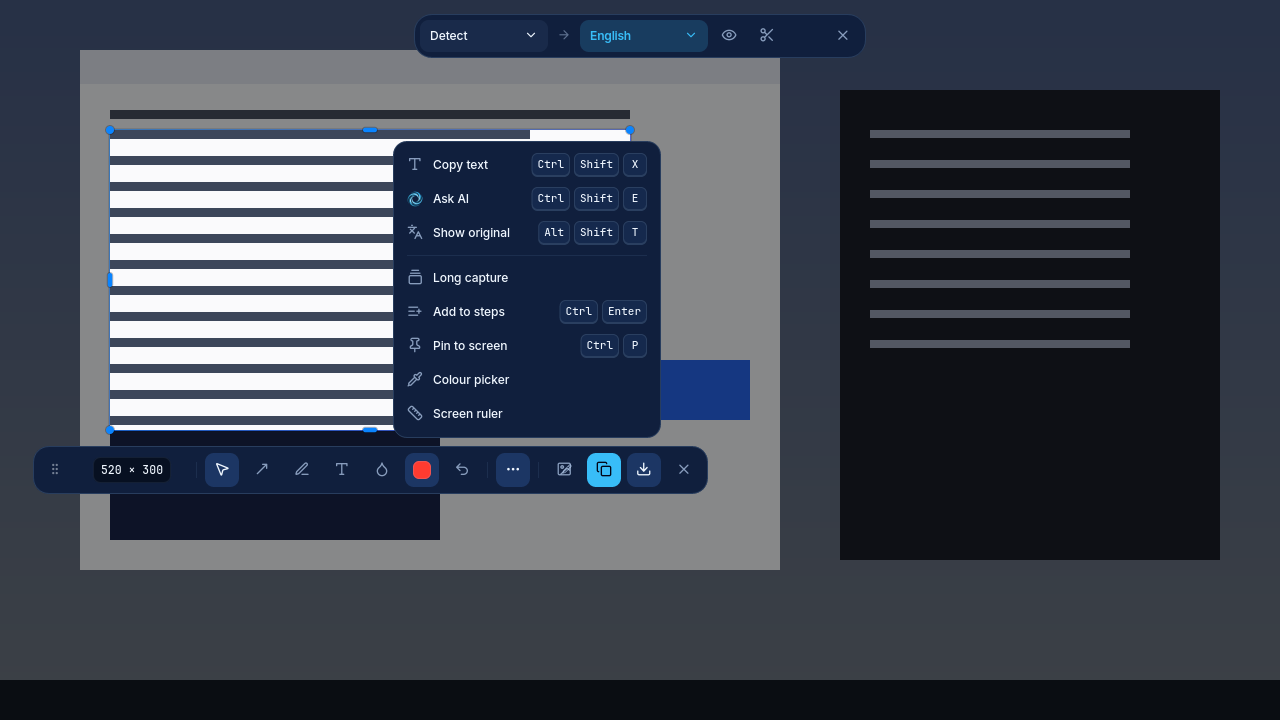 Detect
English
Copy text Ctrl Shift X
Ask AI Ctrl Shift E
Show original Alt Shift T
Long capture
Add to steps Ctrl Enter
Pin to screen Ctrl P
Colour picker
Screen ruler
520 × 300